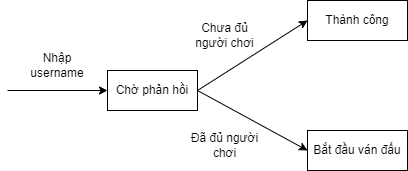 Nhập
username
Chờ phản hồi
Chưa đủ
người chơi
Thành công
Đã đủ người
chơi
Bắt đầu ván đấu